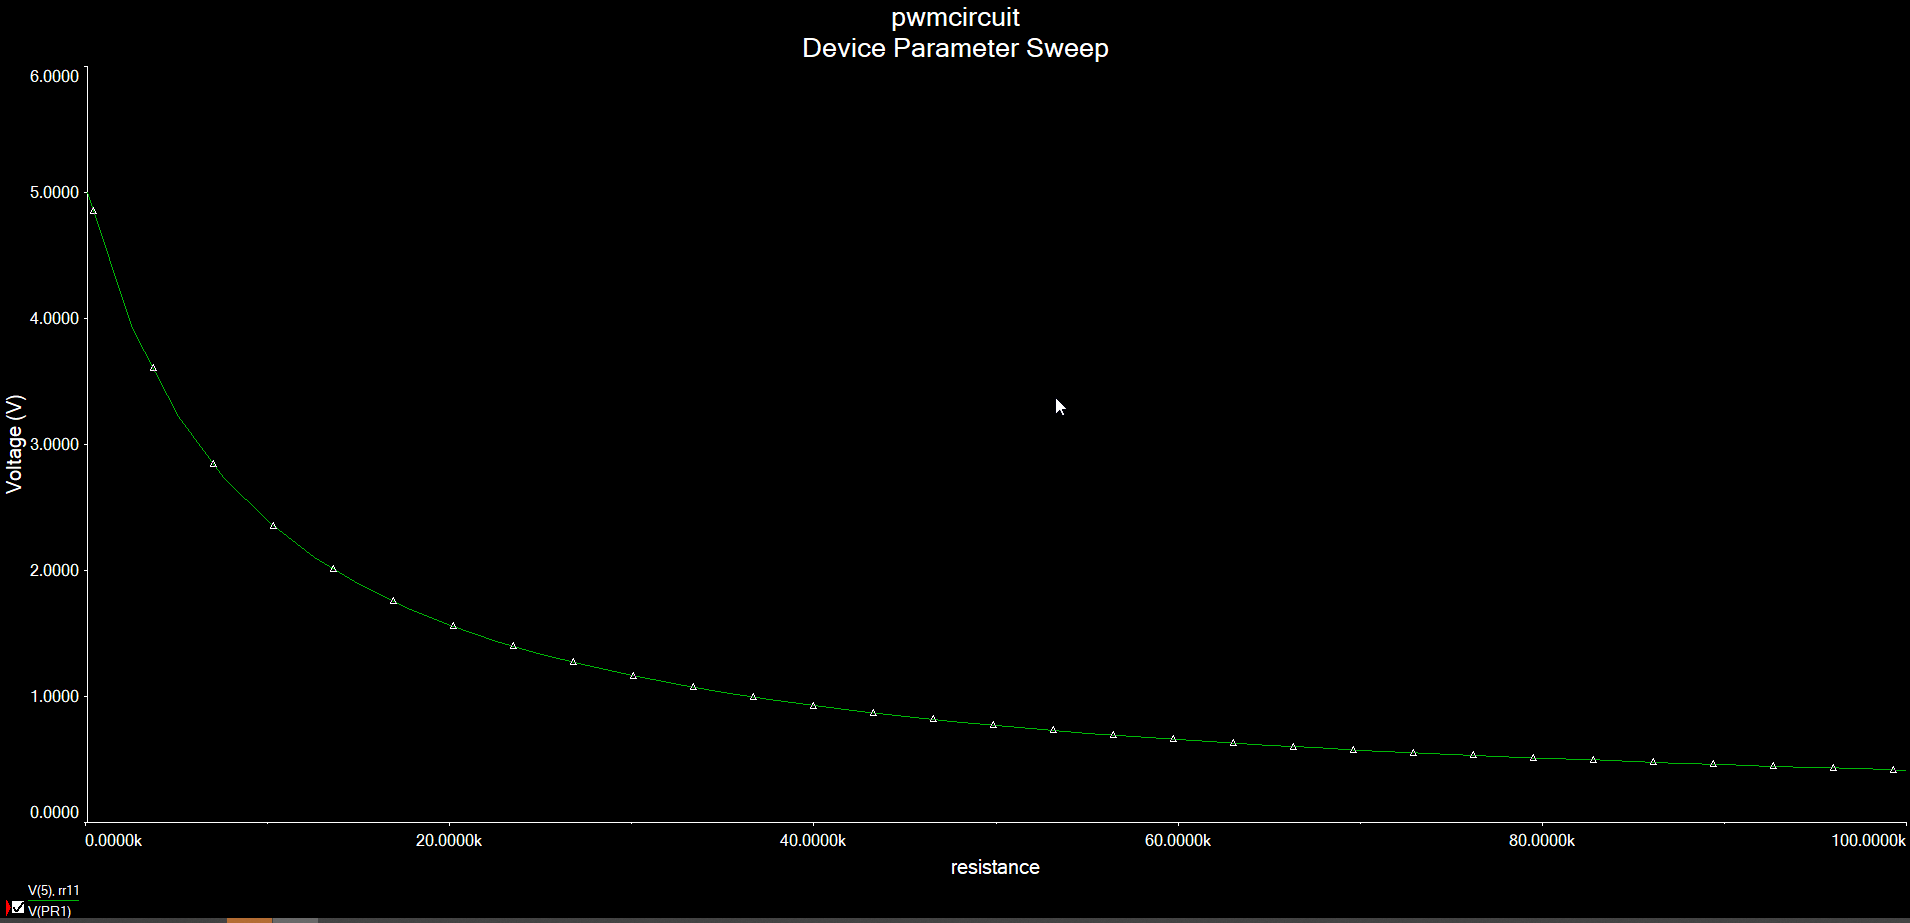 pwmcircuit
Device Parameter Sweep
6.0000
5.0000
4.0000
3.0000
2.0000
1.0000
0.0000
Voltage (V)
0.0000k 20.0000k 40.0000k 60.0000k 80.0000k 100.0000k
resistance
V(5), rr11
V(PR1)